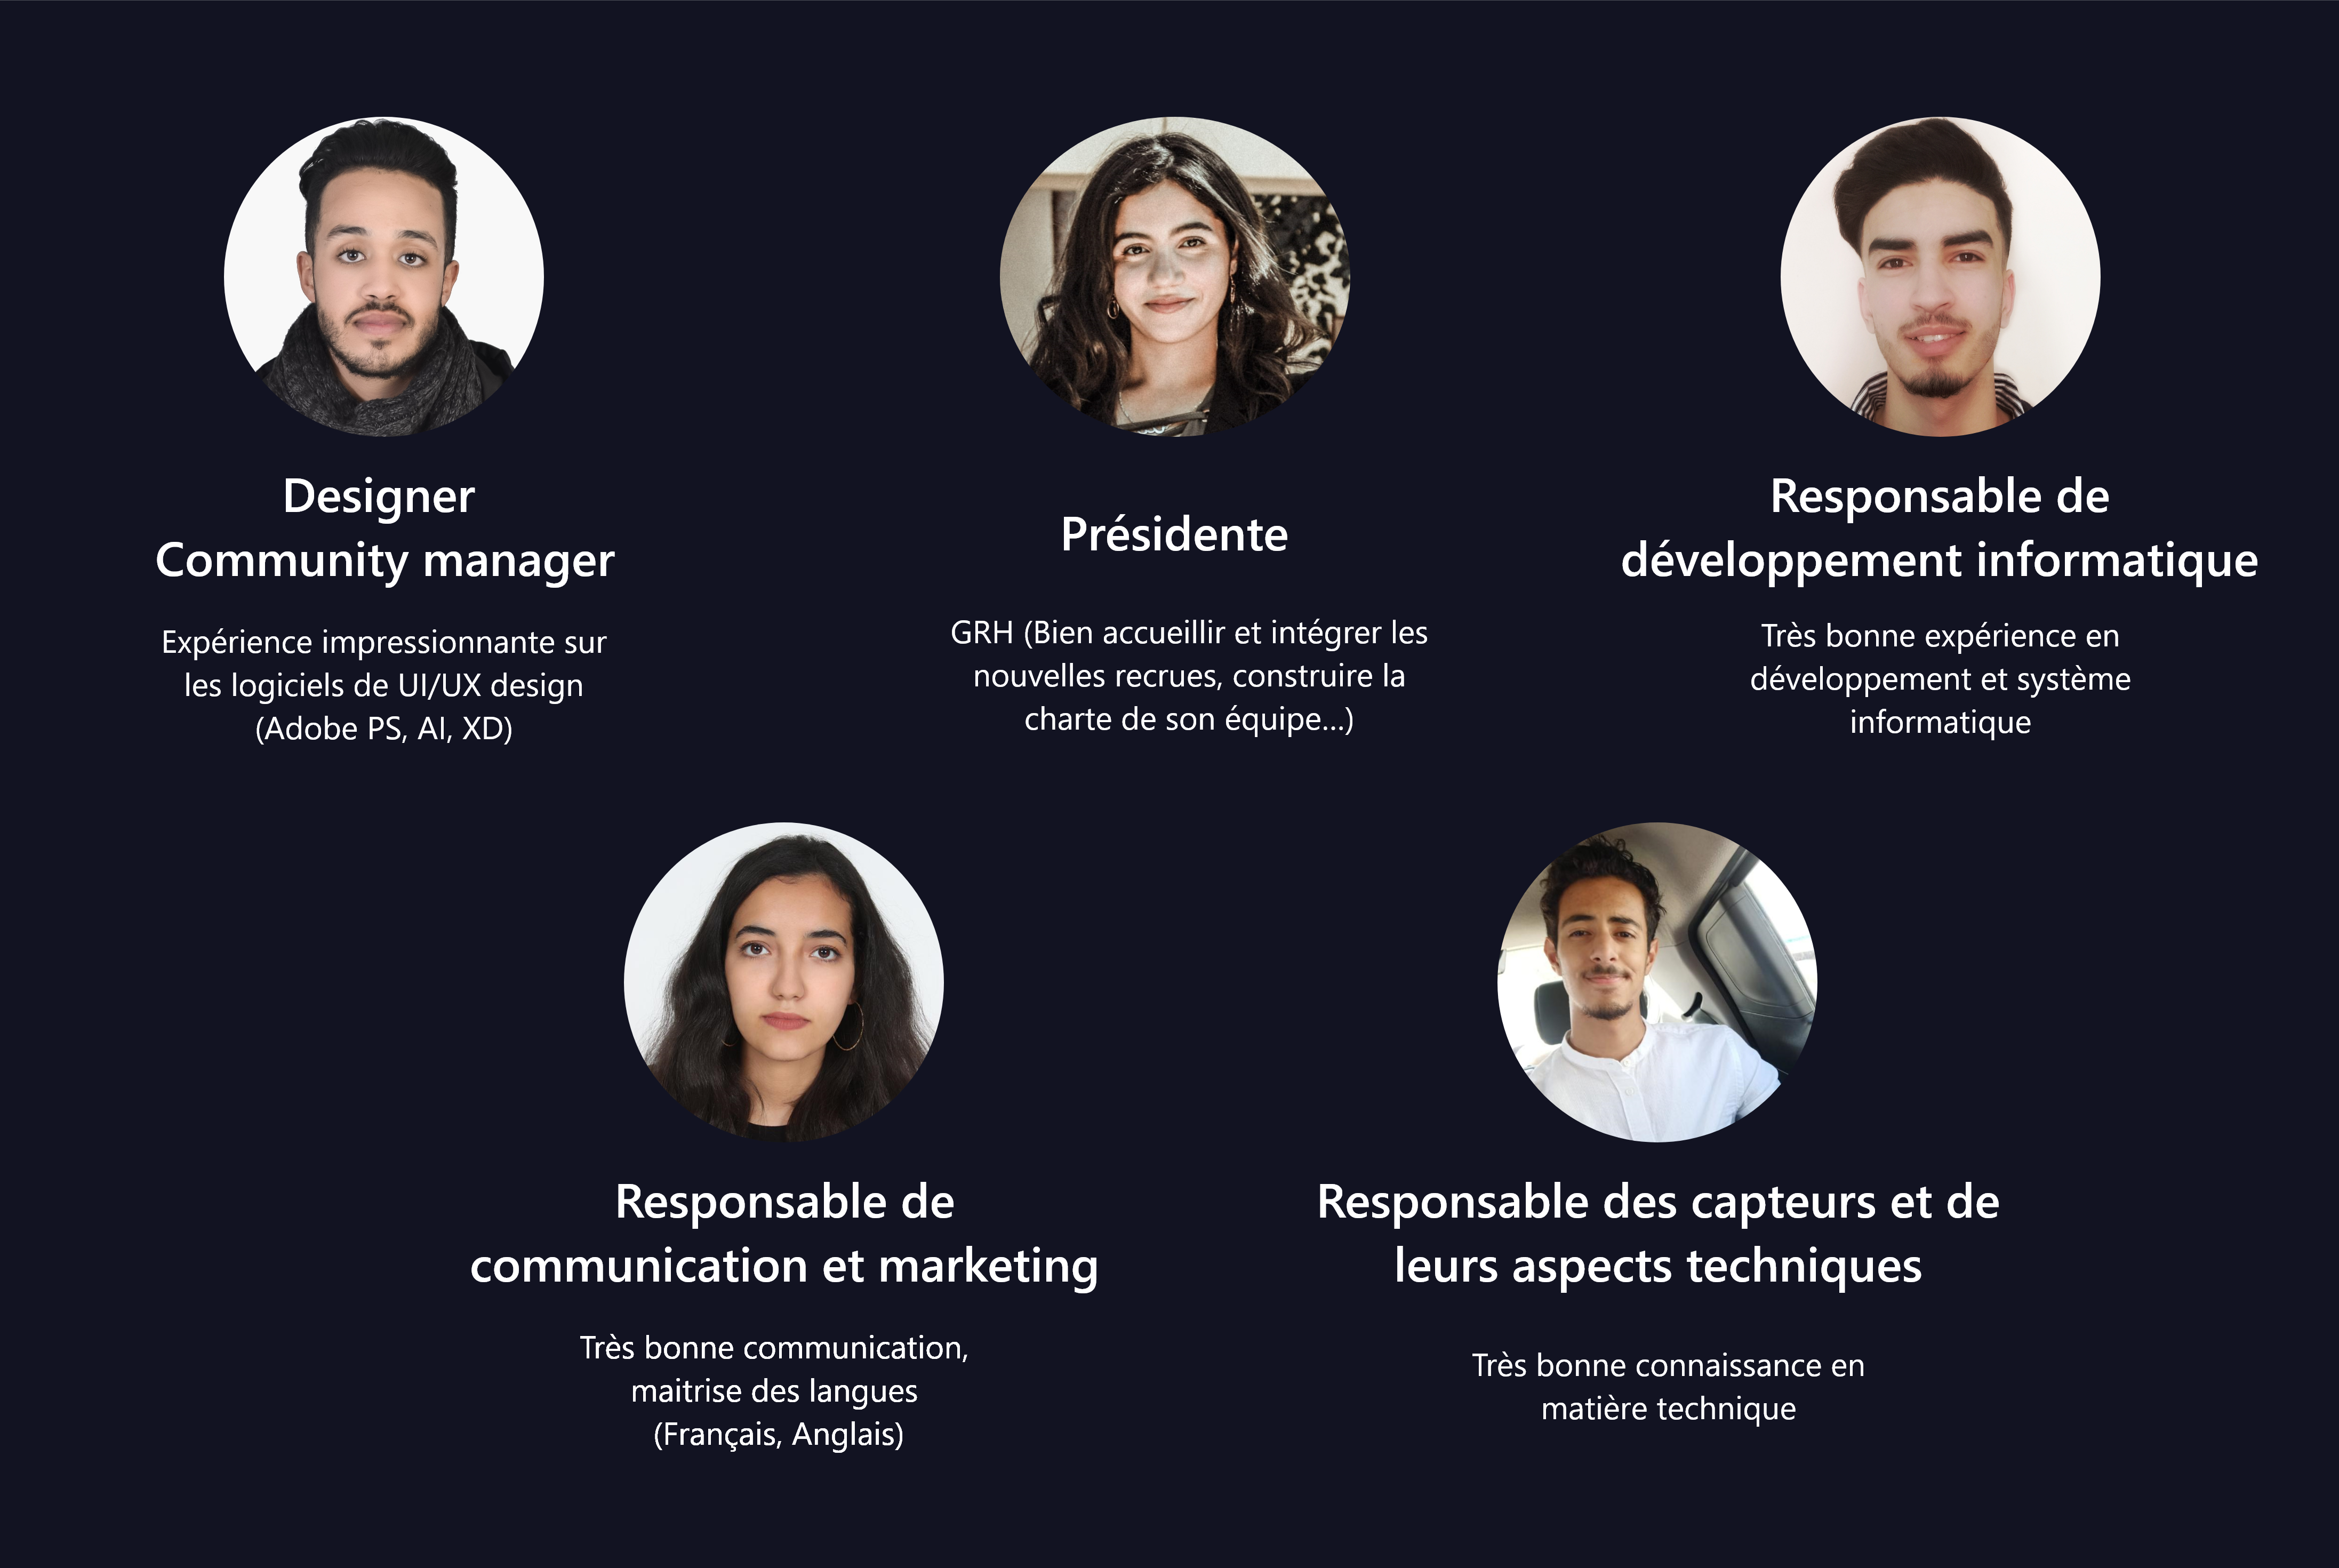 Designer
Community manager
Expérience impressionnante sur
les logiciels de UI/UX design
(Adobe PS, AI, XD)
Présidente
GRH (Bien accueillir et intégrer les
nouvelles recrues, construire la
charte de son équipe...)
Responsable de
développement informatique
Très bonne expérience en
développement et système
informatique
Responsable de
communication et marketing
Très bonne communication,
maitrise des langues
(Français, Anglais)
Responsable des capteurs et de
leurs aspects techniques
Très bonne connaissance en
matière technique